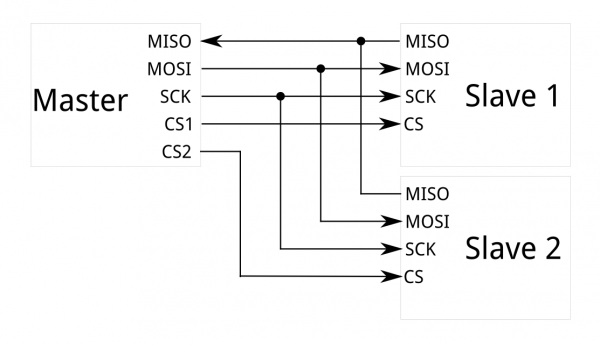 MISO
MOSI
SCK
CS1
CS2
Master
MISO
MOSI
SCK
CS
Slave 1
MISO
MOSI
SCK
CS
Slave 2